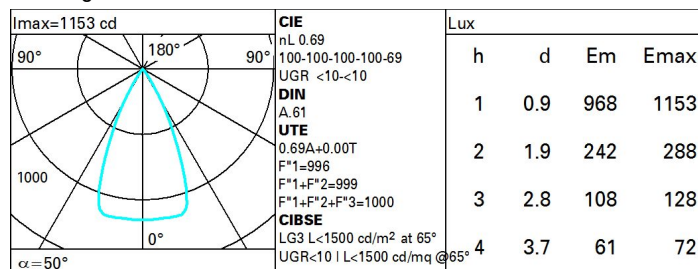 Imax=1153 cd
90°
180°
90°
1000
0°
α=50°
CIE
nL 0.69
100-100-100-100-69
UGR <10-<10
DIN
A.61
UTE
0.69A+0.00T
F"1=996
F"1+F"2=999
F"1+F"2+F"3=1000
CIBSE
LG3 L<1500 cd/m² at 65°
UGR<10 | L<1500 cd/mq @65°
Lux
h d Em Emax
1 0.9 968 1153
2 1.9 242 288
3 2.8 108 128
4 3.7 61 72